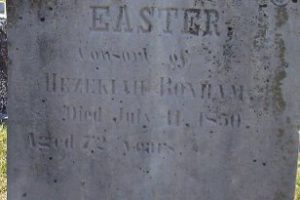 EASTER
Consort of
HEZEKIAH BONHAM
Died July 11, 1850.
Aged 72 years.